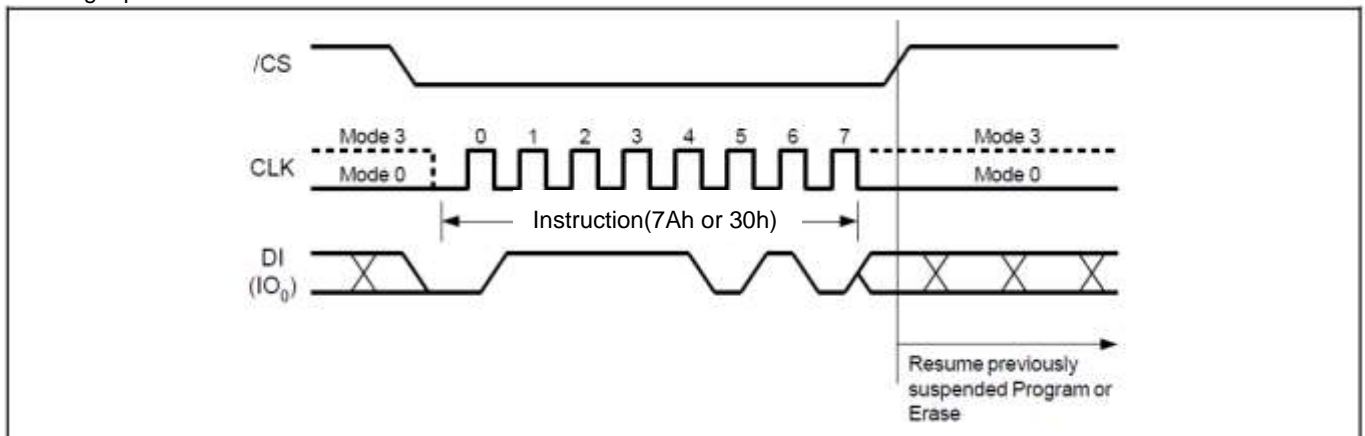 /CS
Mode 3 0 1 2 3 4 5 6 7 Mode 3
CLK
Mode 0 Mode 0
Instruction(7Ah or 30h)
DI
(IO0)
Resume previously
suspended Program or
Erase